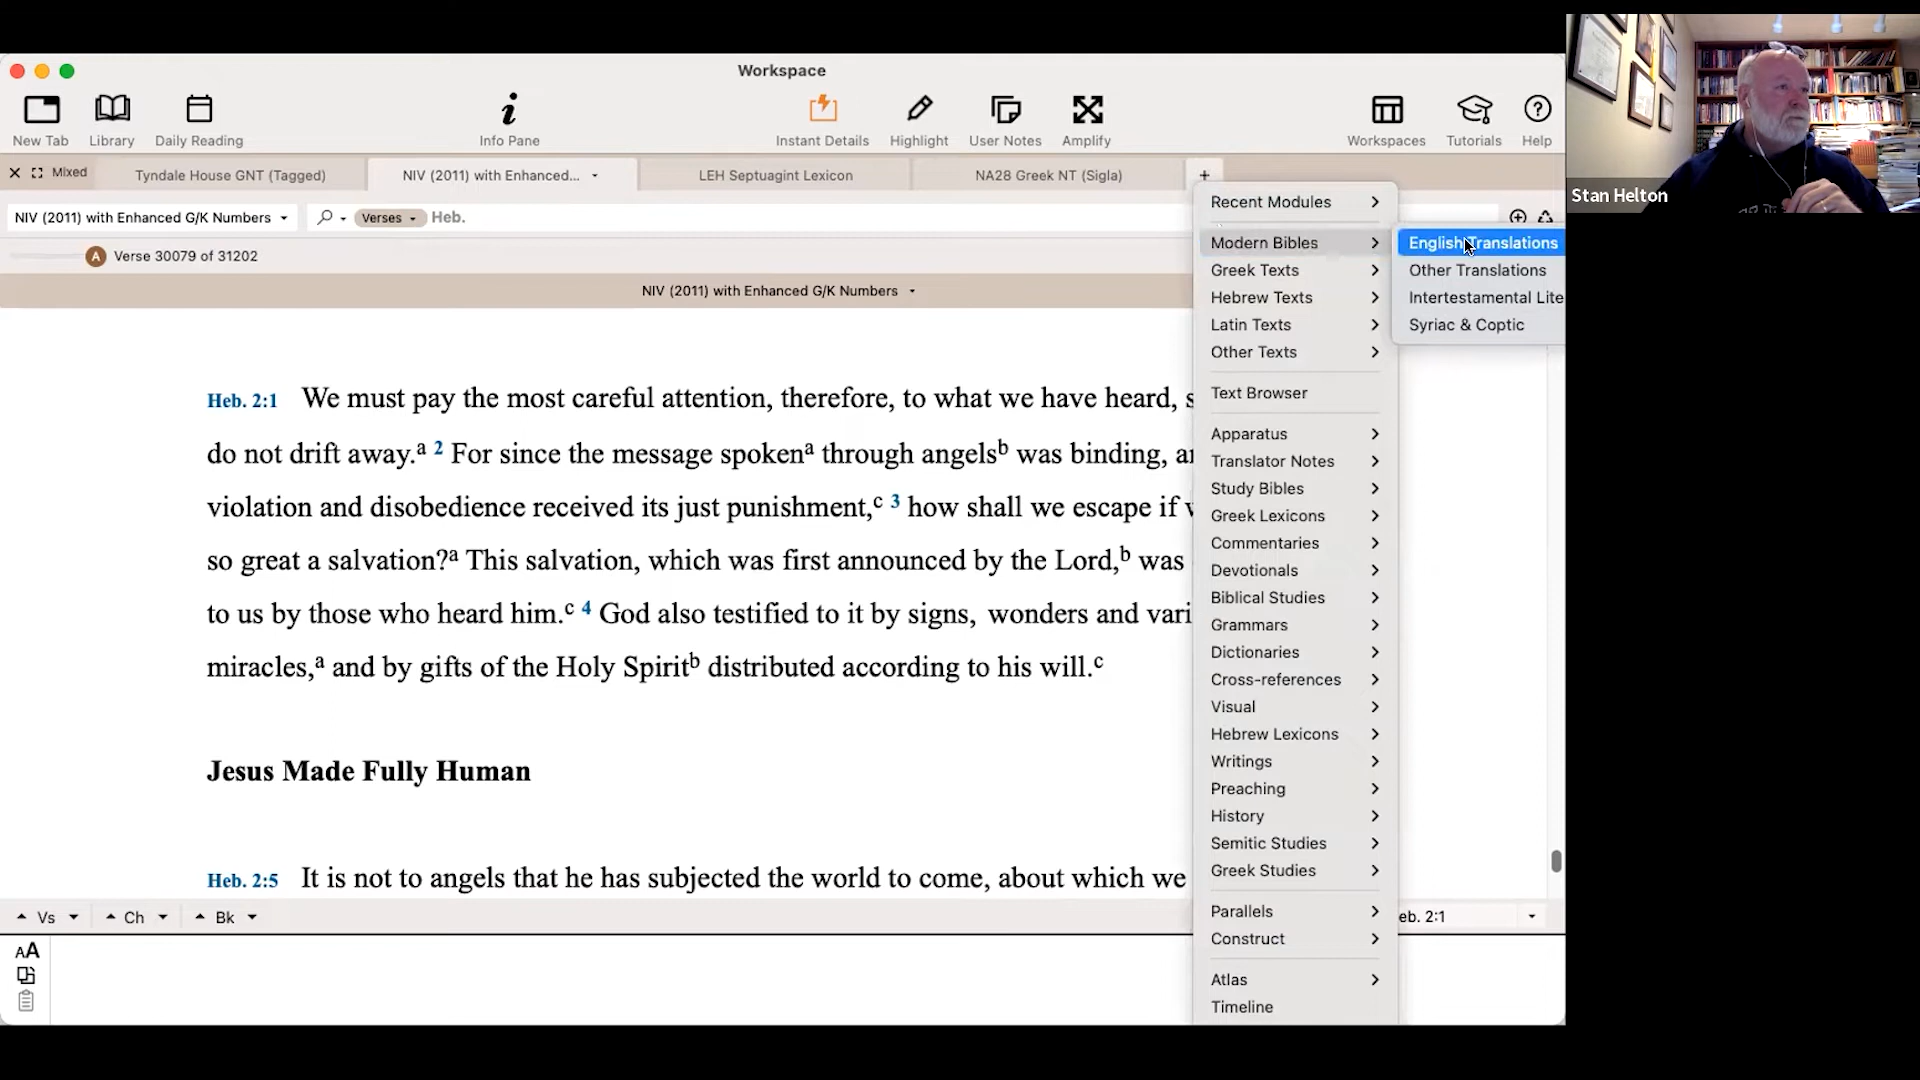 Workspace
New Tab
Library
Daily Reading
Info Pane
Instant Details
Highlight
User Notes
Amplify
Workspaces
Tutorials
Help
Mixed
Tyndale House GNT (Tagged)
NIV (2011) with Enhanced...
LEH Septuagint Lexicon
NA28 Greek NT (Sigla)
NIV (2011) with Enhanced G/K Numbers
Verses
Heb.
A Verse 30079 of 31202
NIV (2011) with Enhanced G/K Numbers
Heb. 2:1 We must pay the most careful attention, therefore, to what we have heard, s
do not drift away.a 2 For since the message spokena through angelsb was binding, a
violation and disobedience received its just punishment,c 3 how shall we escape if
so great a salvation?a This salvation, which was first announced by the Lord,b was
to us by those who heard him.c 4 God also testified to it by signs, wonders and vari
miracles,a and by gifts of the Holy Spiritb distributed according to his will.c
Jesus Made Fully Human
Heb. 2:5 It is not to angels that he has subjected the world to come, about which we
Vs
Ch
Bk
eb. 2:1
AA
Recent Modules
Modern Bibles
Greek Texts
Hebrew Texts
Latin Texts
Other Texts
Text Browser
Apparatus
Translator Notes
Study Bibles
Greek Lexicons
Commentaries
Devotionals
Biblical Studies
Grammars
Dictionaries
Cross-references
Visual
Hebrew Lexicons
Writings
Preaching
History
Semitic Studies
Greek Studies
Parallels
Construct
Atlas
Timeline
English Translations
Other Translations
Intertestamental Lite
Syriac & Coptic
Stan Helton